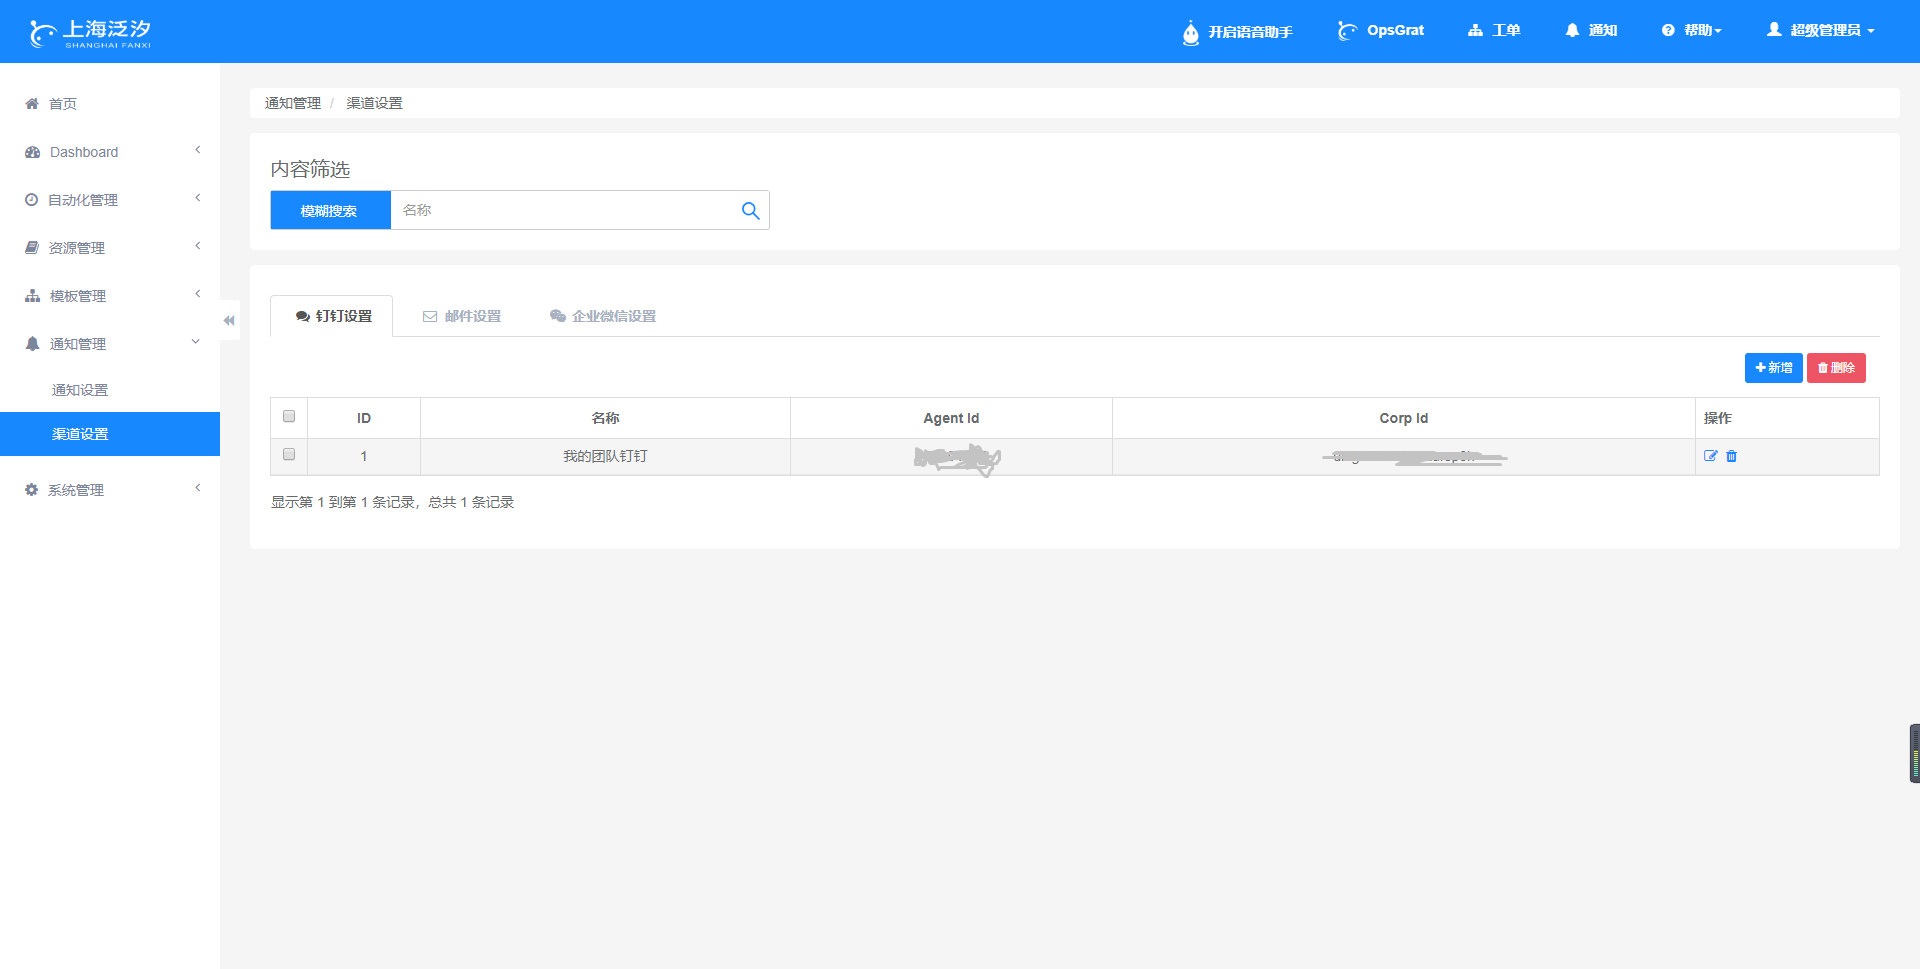 上海泛汐
SHANGHAI FANXI
开启语音助手
OpsGrat
工单
通知
帮助
超级管理员
首页
Dashboard
自动化管理
资源管理
模板管理
通知管理
通知设置
渠道设置
系统管理
通知管理 / 渠道设置
内容筛选
模糊搜索 名称
钉钉设置 邮件设置 企业微信设置
新增 删除
ID 名称 Agent Id Corp Id 操作
1 我的团队钉钉
显示第 1 到第 1 条记录，总共 1 条记录